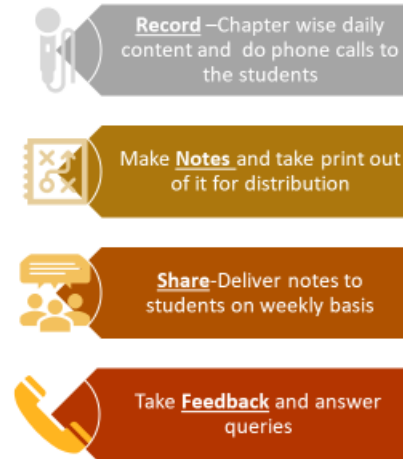 Record –Chapter wise daily
content and  do phone calls to
the students
Make Notes and take print out
of it for distribution
Share-Deliver notes to
students on weekly basis
Take Feedback and answer
queries